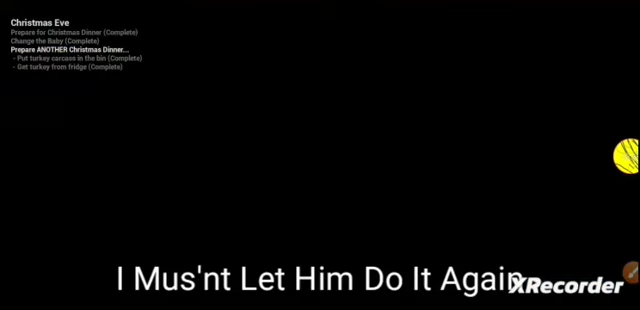 Christmas Eve
Prepare for Christmas Dinner (Complete)
Change the Baby (Complete)
Prepare ANOTHER Christmas Dinner...
- Put turkey carcass in the bin (Complete)
- Get turkey from fridge (Complete)
I Mus'nt Let Him Do It Again
XRecorder